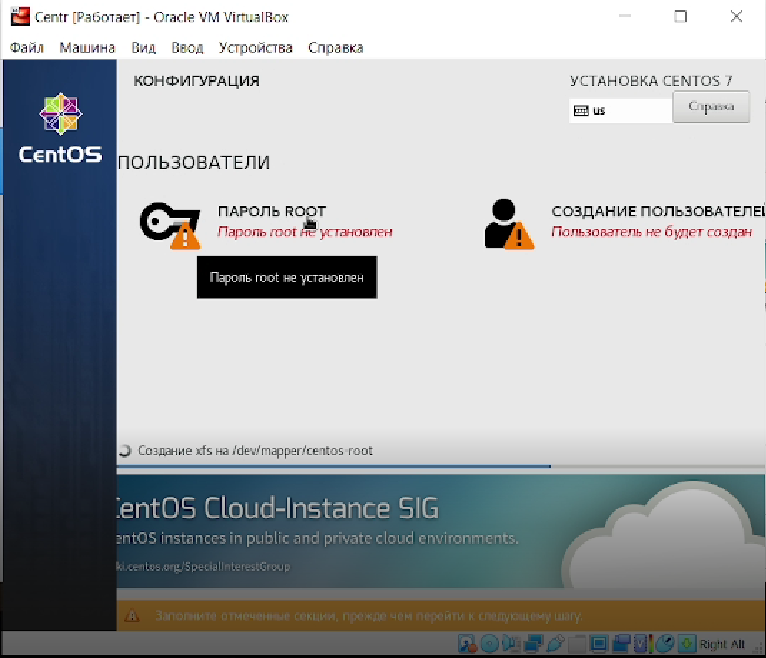 Centr [Работает] - Oracle VM VirtualBox
Файл Машина Вид Ввод Устройства Справка
КОНФИГУРАЦИЯ
УСТАНОВКА CENTOS 7
us
Справка
CentOS
ПОЛЬЗОВАТЕЛИ
ПАРОЛЬ ROOT
Пароль root не установлен
СОЗДАНИЕ ПОЛЬЗОВАТЕЛЕЙ
Пользователь не будет создан
Пароль root не установлен
Создание xfs на /dev/mapper/centos-root
CentOS Cloud-Instance SIG
entOS instances in public and private cloud environments.
ki.centos.org/SpecialInterestGroup
Заполните отмеченные секции, прежде чем перейти к следующему шагу.
Right Alt